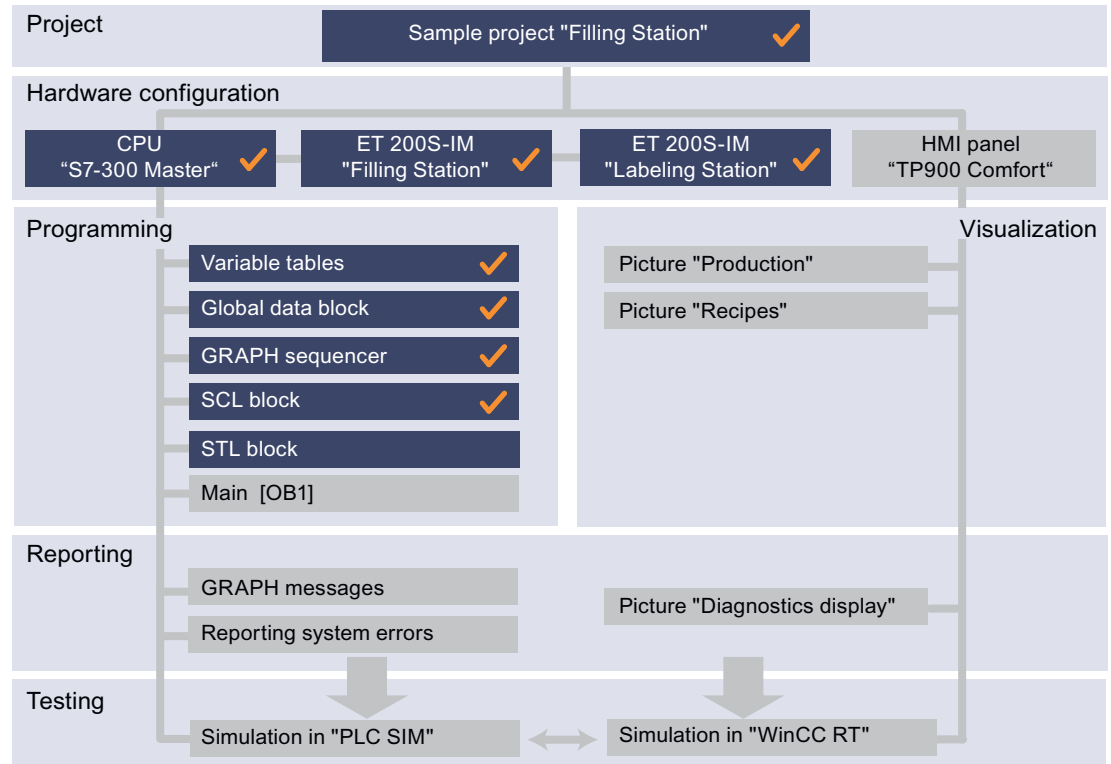 Project
Sample project "Filling Station"
Hardware configuration
CPU
“S7-300 Master“
ET 200S-IM
"Filling Station"
ET 200S-IM
"Labeling Station"
HMI panel
“TP900 Comfort“
Programming
Variable tables
Global data block
GRAPH sequencer
SCL block
STL block
Main [OB1]
Visualization
Picture "Production"
Picture "Recipes"
Reporting
GRAPH messages
Reporting system errors
Picture "Diagnostics display"
Testing
Simulation in "PLC SIM"
Simulation in "WinCC RT"